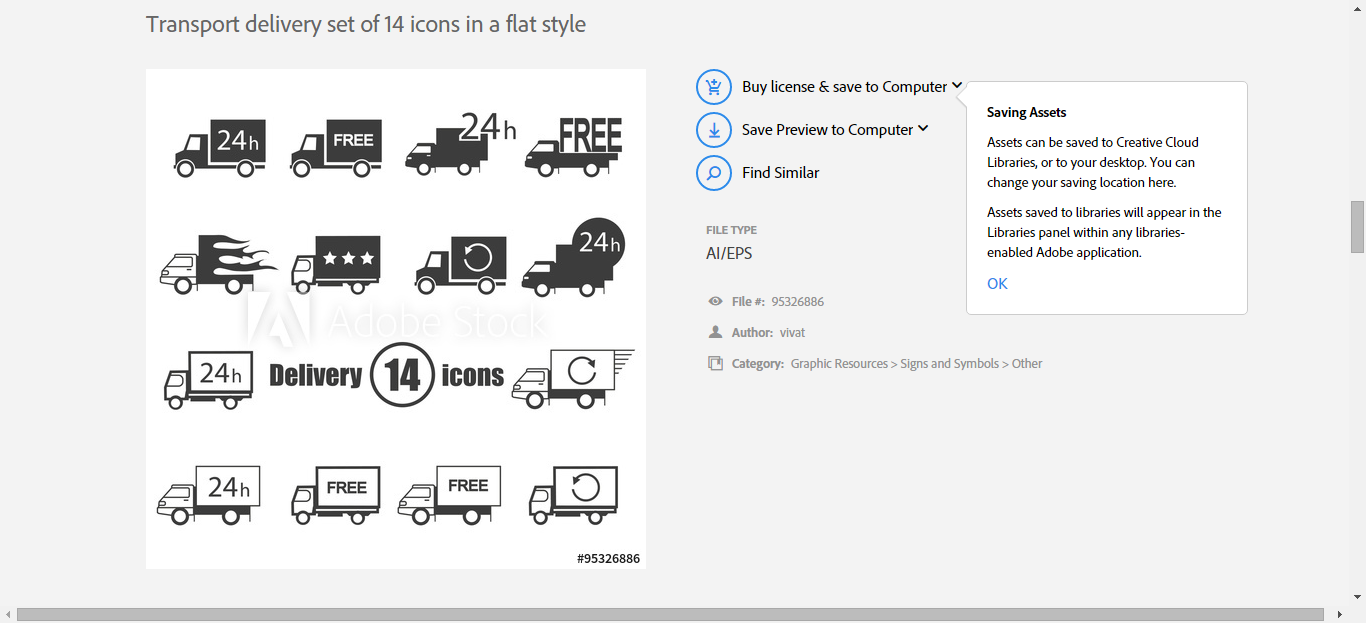 Transport delivery set of 14 icons in a flat style
24h
FREE
24h
FREE
24h
24h
Delivery 14 icons
24h
FREE
FREE
Adobe Stock
#95326886
Buy license & save to Computer
Save Preview to Computer
Find Similar
FILE TYPE
AI/EPS
File #: 95326886
Author: vivat
Category: Graphic Resources > Signs and Symbols > Other
Saving Assets
Assets can be saved to Creative Cloud
Libraries, or to your desktop. You can
change your saving location here.
Assets saved to libraries will appear in the
Libraries panel within any libraries-
enabled Adobe application.
OK